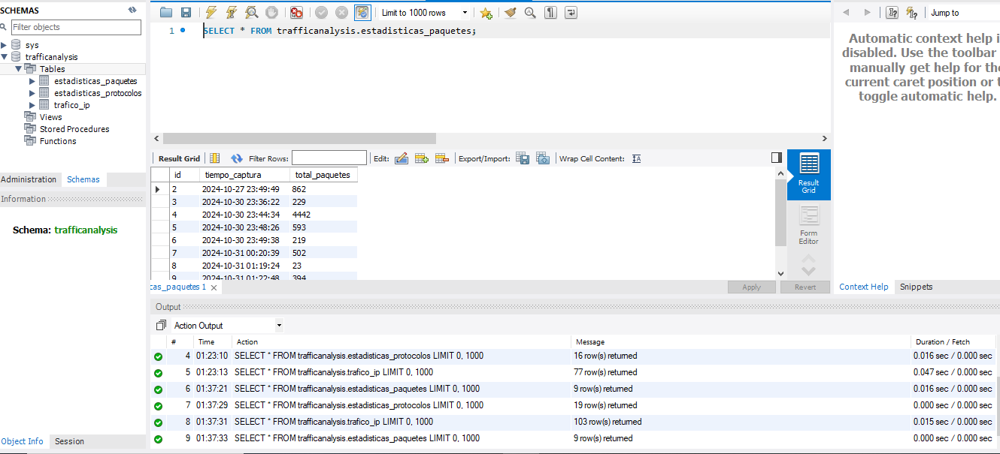 SCHEMAS
Filter objects
sys
trafficanalysis
Tables
estadisticas_paquetes
estadisticas_protocolos
trafico_ip
Views
Stored Procedures
Functions
Administration Schemas
Information
Schema: trafficanalysis
Object Info Session
Limit to 1000 rows
1 SELECT * FROM trafficanalysis.estadisticas_paquetes;
Result Grid Filter Rows: Edit: Export/Import: Wrap Cell Content:
id tiempo_captura total_paquetes
2 2024-10-27 23:49:49 862
3 2024-10-30 23:36:22 229
4 2024-10-30 23:44:34 4442
5 2024-10-30 23:48:26 593
6 2024-10-30 23:49:38 219
7 2024-10-31 00:20:39 502
8 2024-10-31 01:19:24 23
9 2024-10-31 01:22:48 394
Result
Grid
Form
Editor
cas_paquetes 1
Apply Revert
Jump to
Automatic context help i
disabled. Use the toolbar
manually get help for the
current caret position or t
toggle automatic help.
Context Help Snippets
Output
Action Output
# Time Action Message Duration / Fetch
4 01:23:10 SELECT * FROM trafficanalysis.estadisticas_protocolos LIMIT 0, 1000 16 row(s) returned 0.016 sec / 0.000 sec
5 01:23:13 SELECT * FROM trafficanalysis.trafico_ip LIMIT 0, 1000 77 row(s) returned 0.047 sec / 0.000 sec
6 01:37:21 SELECT * FROM trafficanalysis.estadisticas_paquetes LIMIT 0, 1000 9 row(s) returned 0.016 sec / 0.000 sec
7 01:37:29 SELECT * FROM trafficanalysis.estadisticas_protocolos LIMIT 0, 1000 19 row(s) returned 0.000 sec / 0.000 sec
8 01:37:31 SELECT * FROM trafficanalysis.trafico_ip LIMIT 0, 1000 103 row(s) returned 0.015 sec / 0.000 sec
9 01:37:33 SELECT * FROM trafficanalysis.estadisticas_paquetes LIMIT 0, 1000 9 row(s) returned 0.000 sec / 0.000 sec